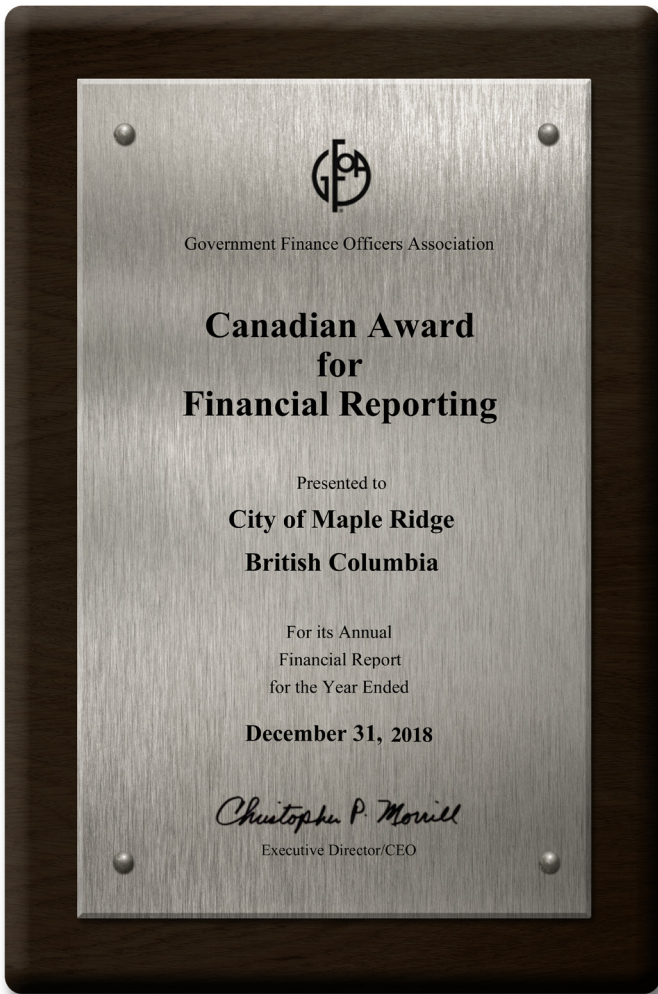 GFOA
Government Finance Officers Association
Canadian Award
for
Financial Reporting
Presented to
City of Maple Ridge
British Columbia
For its Annual
Financial Report
for the Year Ended
December 31, 2018
Christopher P. Morrill
Executive Director/CEO